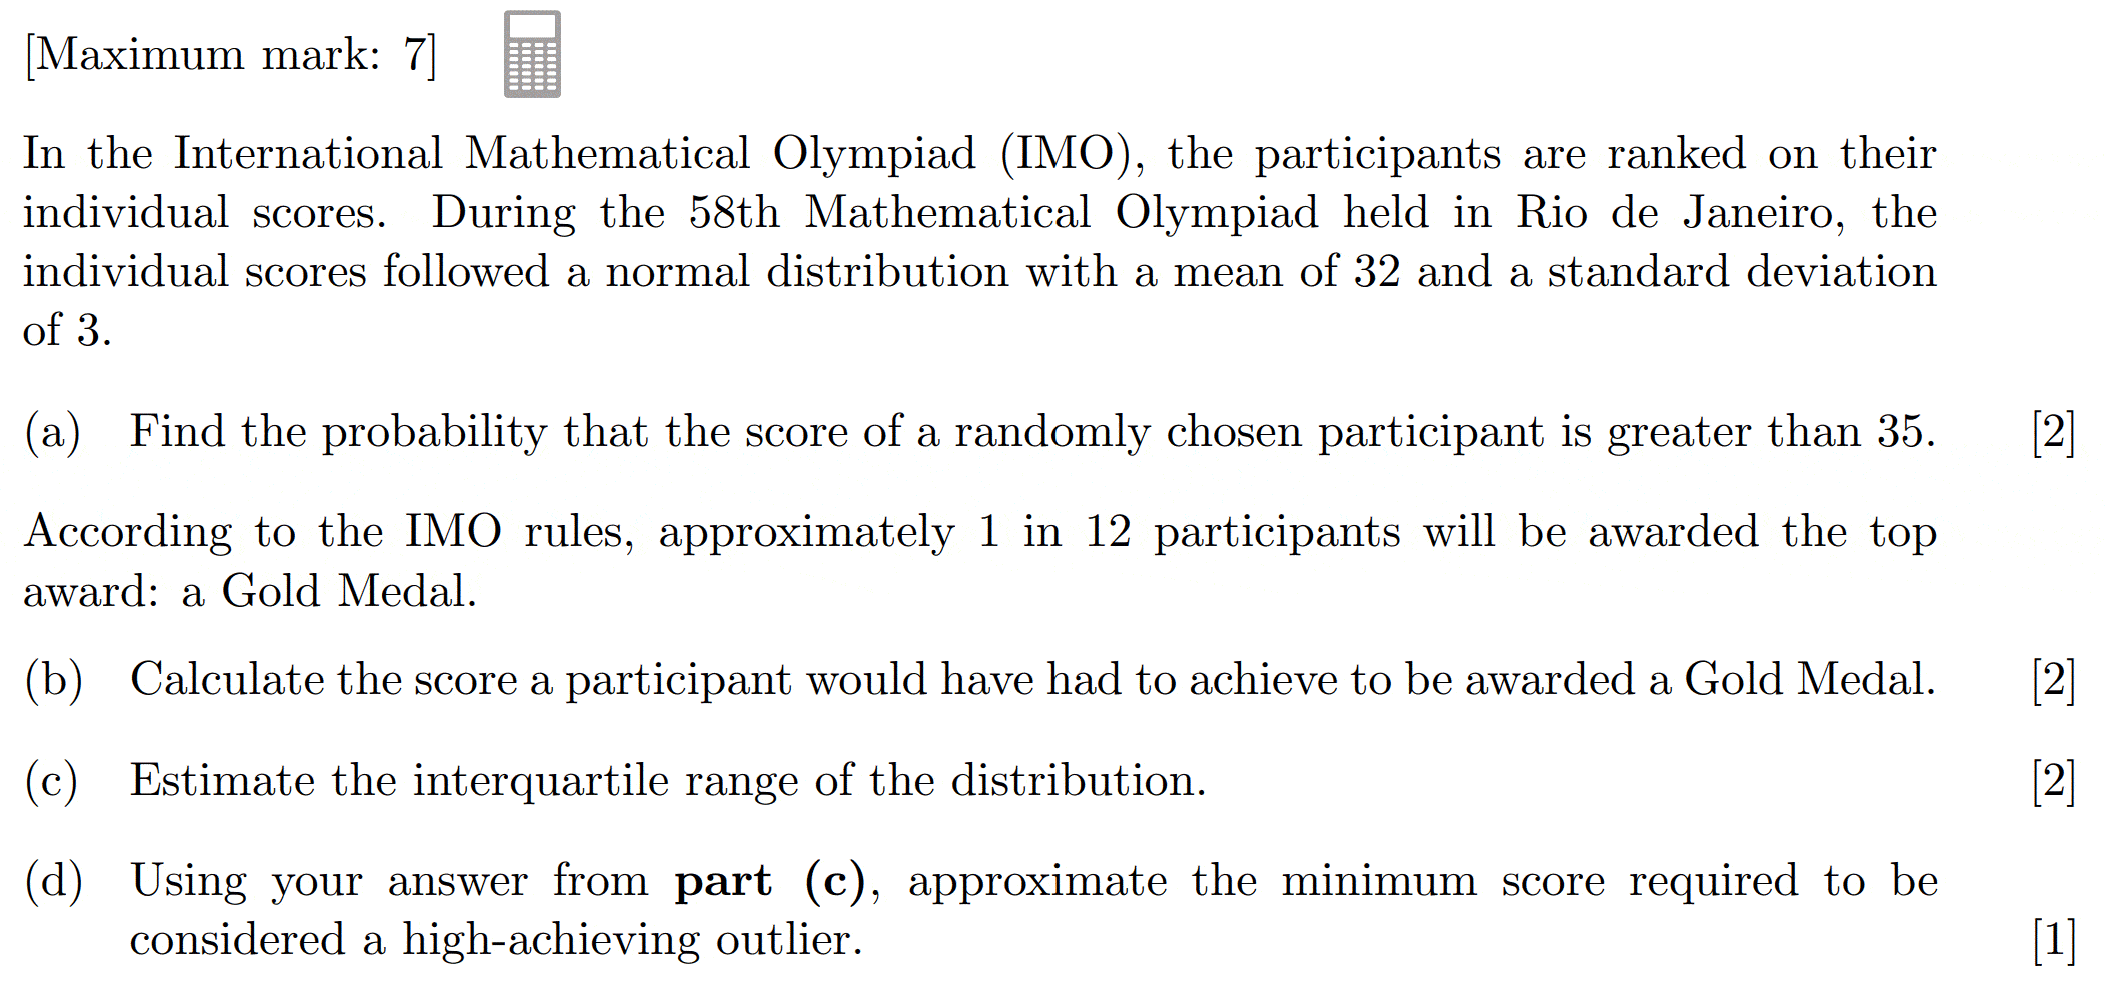 [Maximum mark: 7]
In the International Mathematical Olympiad (IMO), the participants are ranked on their
individual scores. During the 58th Mathematical Olympiad held in Rio de Janeiro, the
individual scores followed a normal distribution with a mean of 32 and a standard deviation
of 3.
(a) Find the probability that the score of a randomly chosen participant is greater than 35. [2]
According to the IMO rules, approximately 1 in 12 participants will be awarded the top
award: a Gold Medal.
(b) Calculate the score a participant would have had to achieve to be awarded a Gold Medal. [2]
(c) Estimate the interquartile range of the distribution. [2]
(d) Using your answer from part (c), approximate the minimum score required to be
considered a high-achieving outlier. [1]